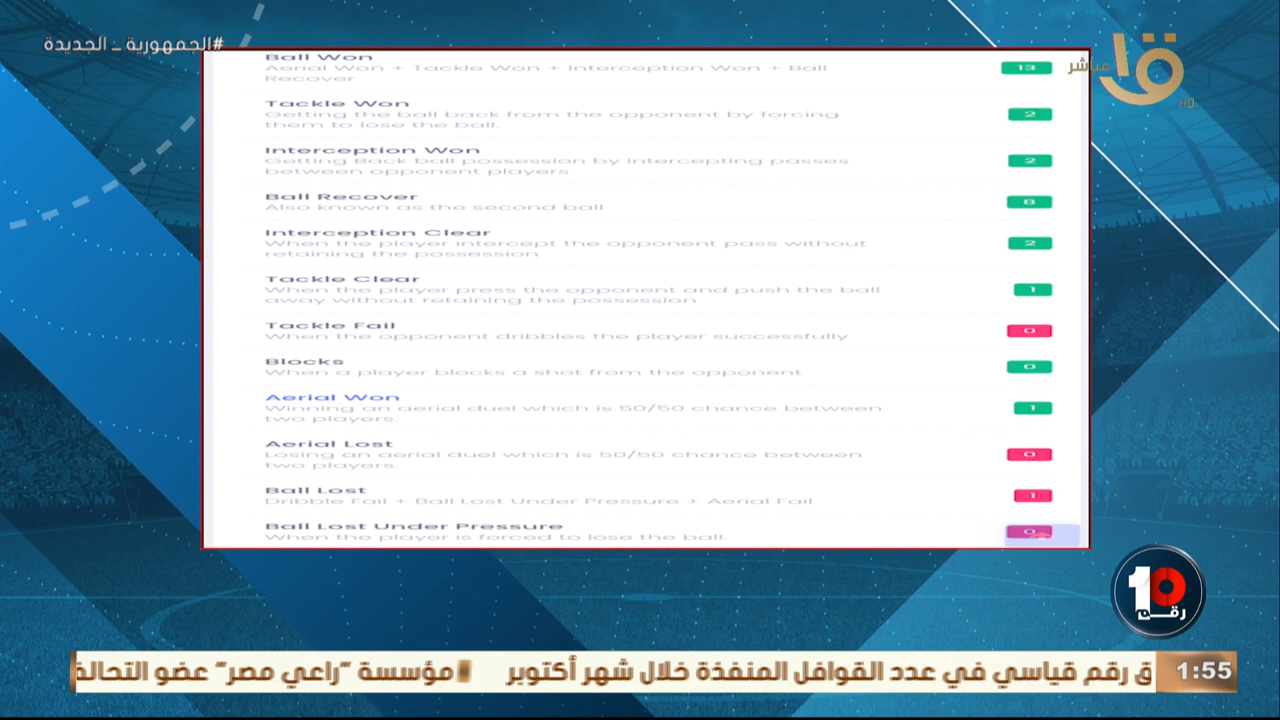 #الجمهورية _ الجديدة
مباشر
HD
Ball Won
Aerial Won + Tackle Won + Interception Won + Ball
Recover
13
Tackle Won
Getting the ball back from the opponent by forcing
them to lose the ball.
2
Interception Won
Getting Back ball possession by intercepting passes
between opponent players
2
Ball Recover
Also known as the second ball
8
Interception Clear
When the player intercept the opponent pass without
retaining the possession
2
Tackle Clear
When the player press the opponent and push the ball
away without retaining the possession
1
Tackle Fail
When the opponent dribbles the player successfully
0
Blocks
When a player blocks a shot from the opponent
0
Aerial Won
Winning an aerial duel which is 50/50 chance between
two players.
1
Aerial Lost
Losing an aerial duel which is 50/50 chance between
two players.
0
Ball Lost
Dribble Fail + Ball Lost Under Pressure + Aerial Fail
1
Ball Lost Under Pressure
When the player is forced to lose the ball.
0
10
رقم
1:55
ق رقم قياسي في عدد القوافل المنفذة خلال شهر أكتوبر مؤسسة "راعي مصر" عضو